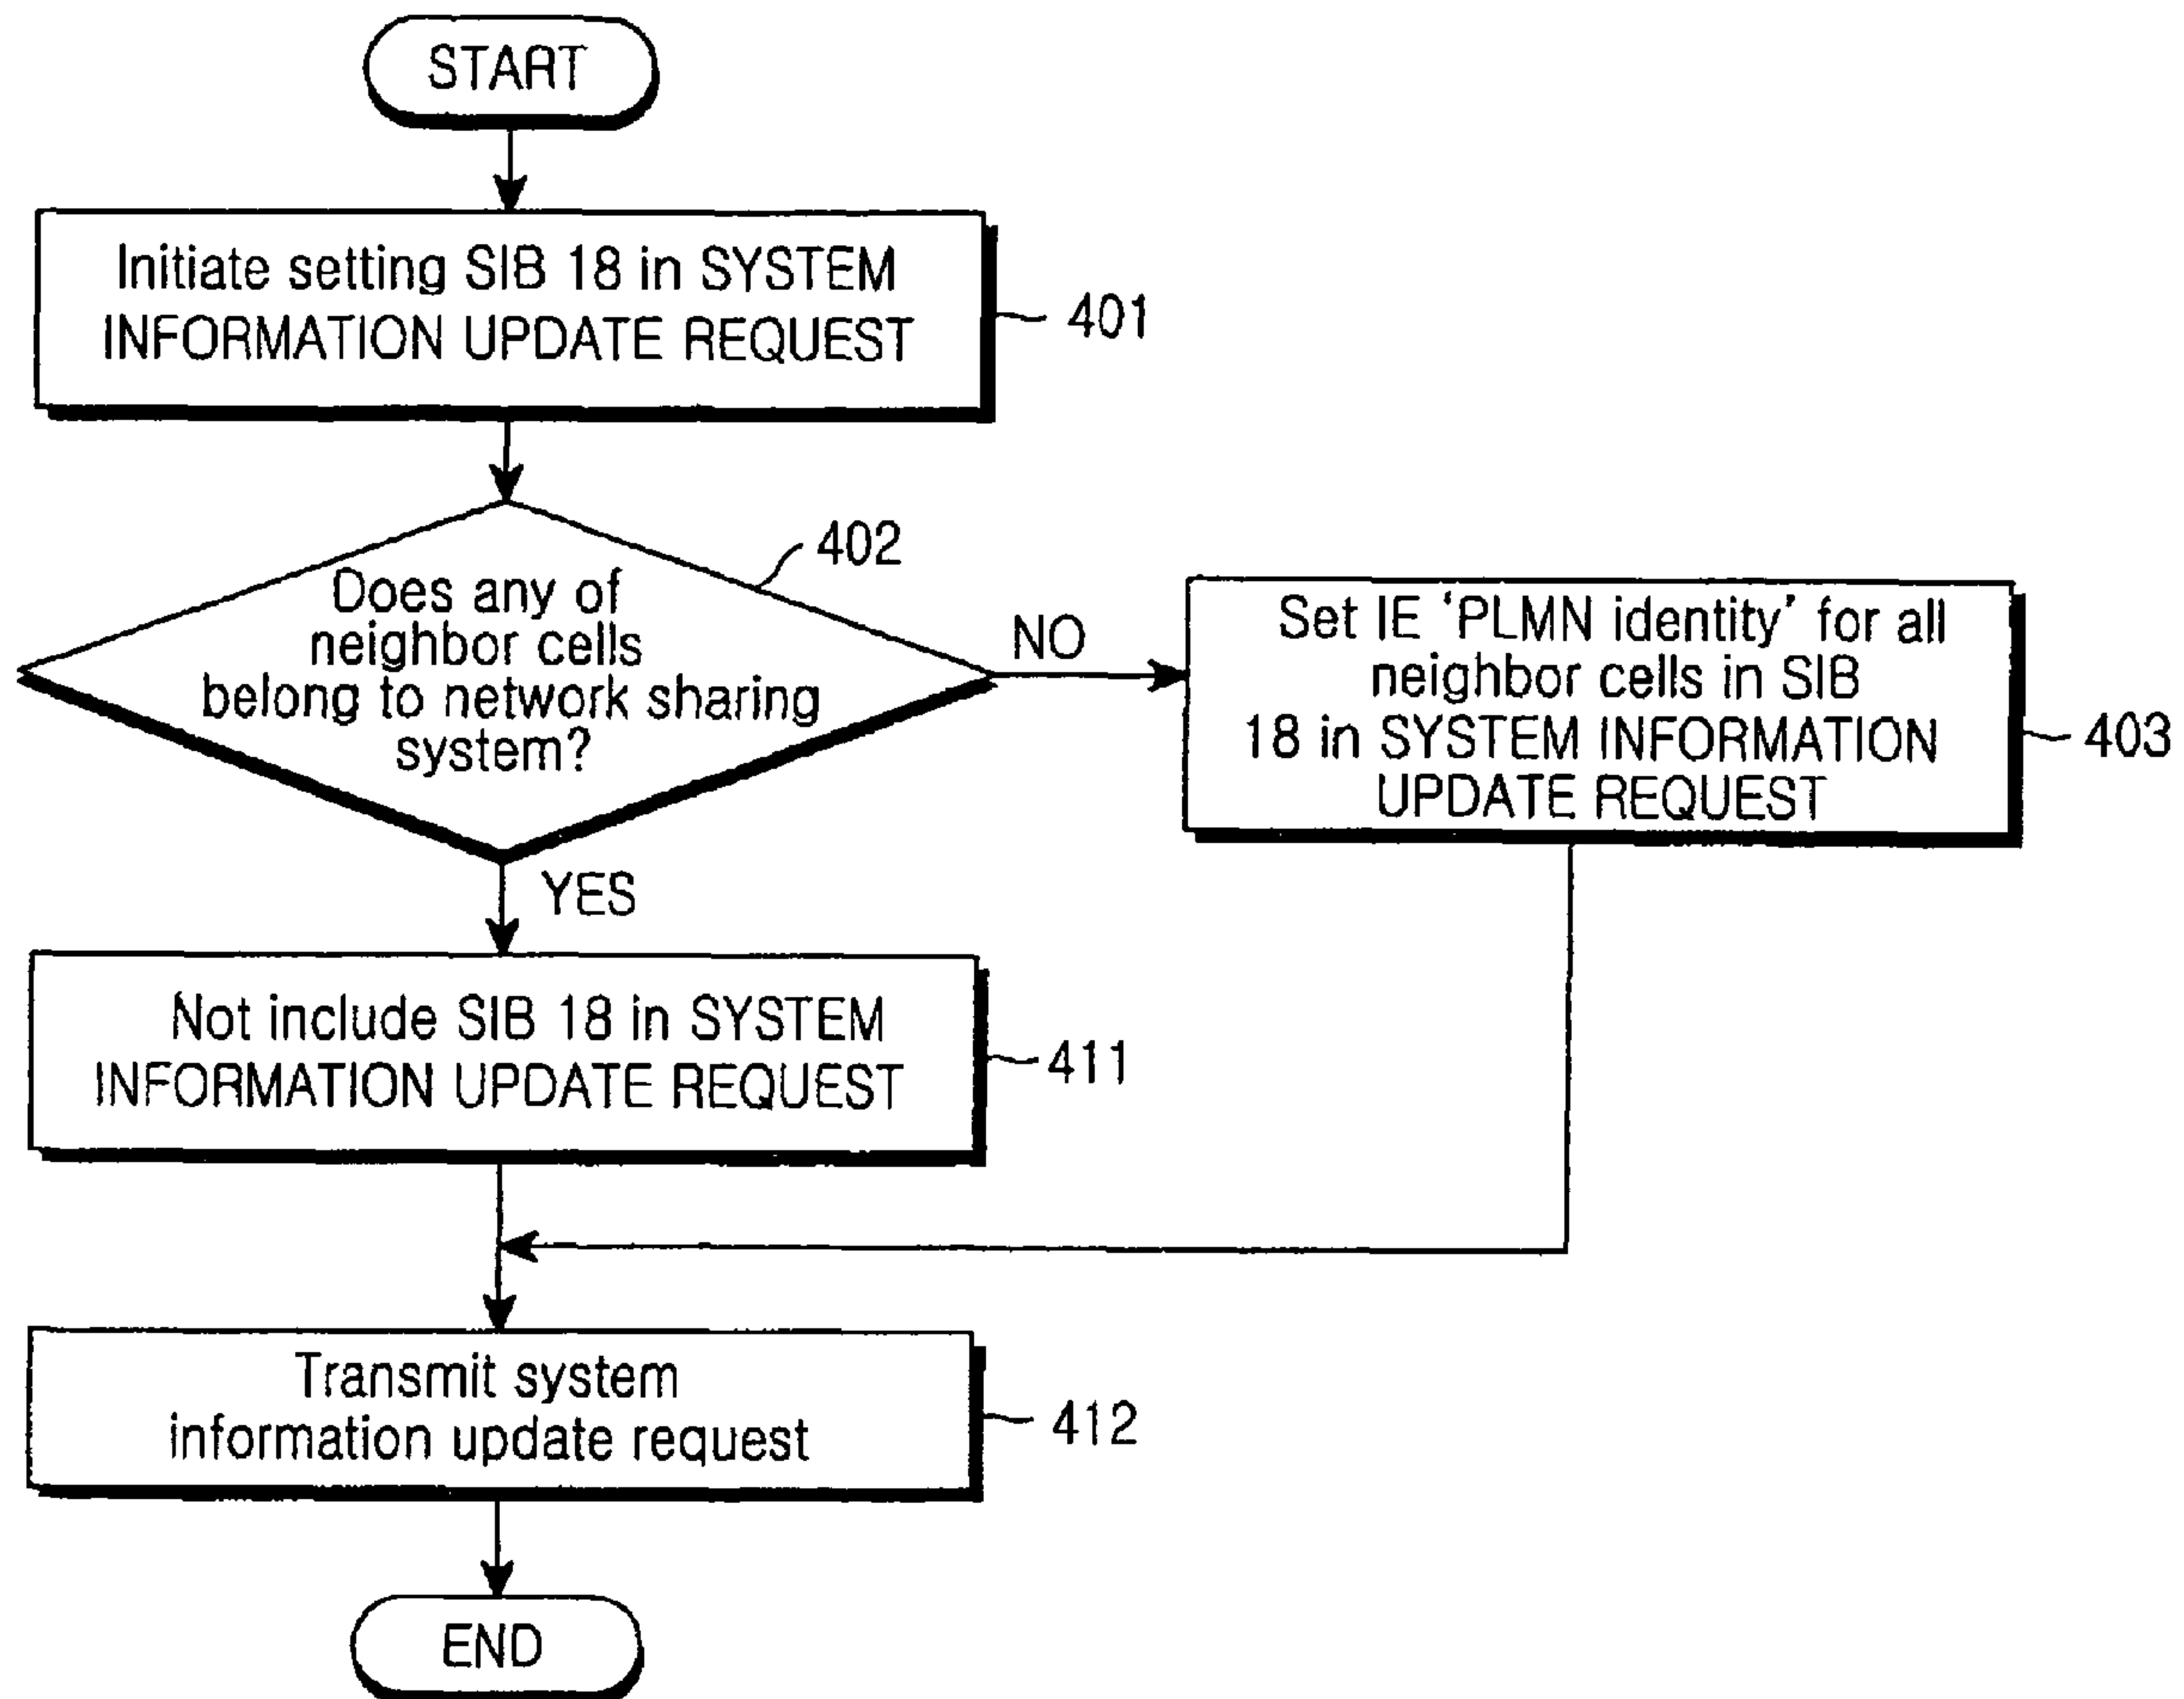 START
Initiate setting SIB 18 in SYSTEM
INFORMATION UPDATE REQUEST
401
402
Does any of
neighbor cells
belong to network sharing
system?
NO
Set IE ‘PLMN identity’ for all
neighbor cells in SIB
18 in SYSTEM INFORMATION
UPDATE REQUEST
403
YES
Not include SIB 18 in SYSTEM
INFORMATION UPDATE REQUEST
411
Transmit system
information update request
412
END